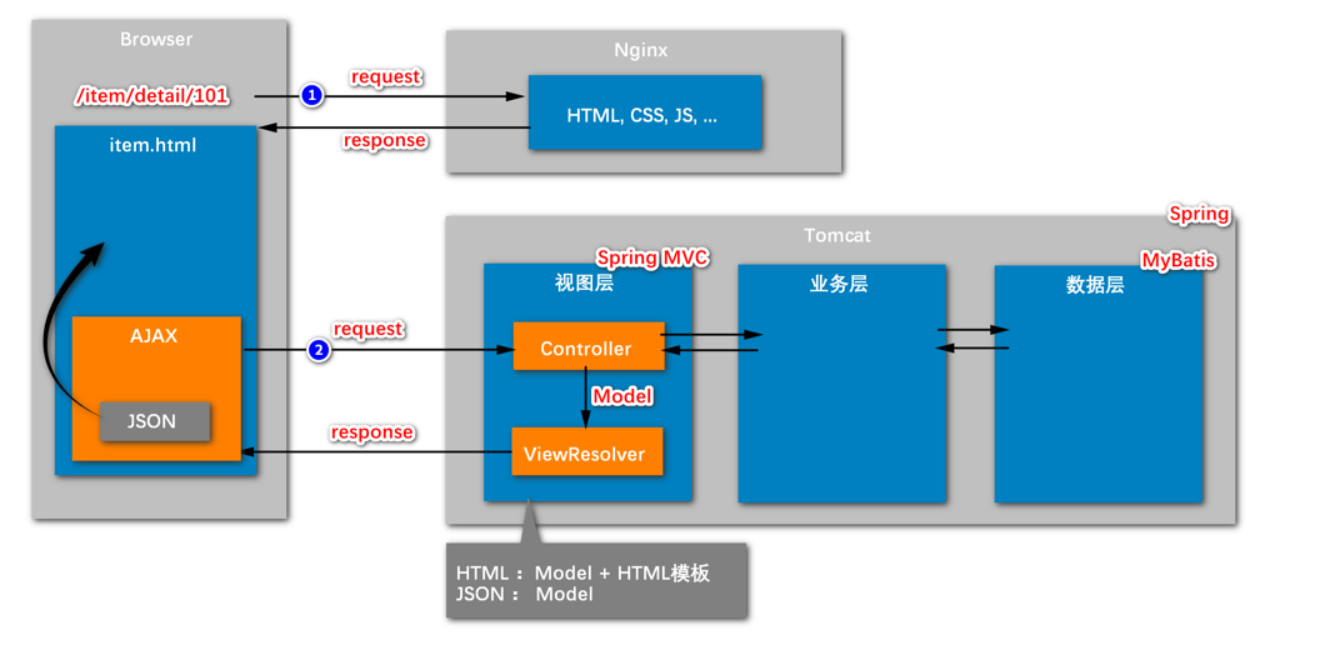 Browser
/item/detail/101
1
request
response
item.html
AJAX
JSON
Nginx
HTML, CSS, JS, ...
2
request
response
Spring
Tomcat
Spring MVC
视图层
Controller
Model
ViewResolver
业务层
MyBatis
数据层
HTML： Model + HTML模板
JSON： Model